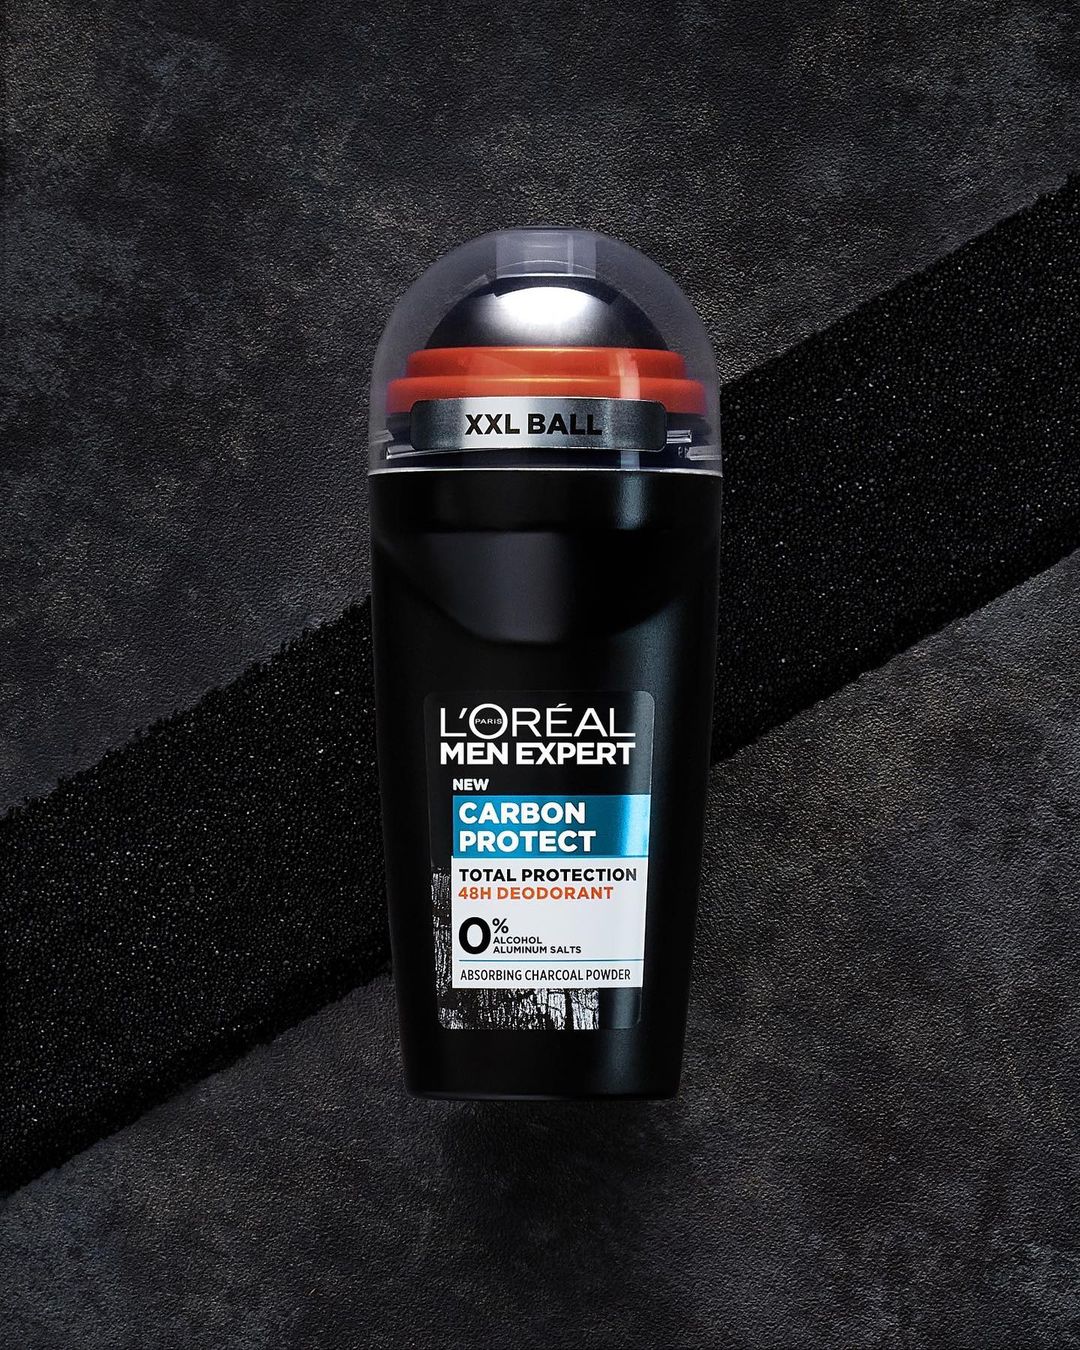 XXL BALL
L'ORÉAL
PARIS
MEN EXPERT
NEW
CARBON
PROTECT
TOTAL PROTECTION
48H DEODORANT
0%
ALCOHOL
ALUMINUM SALTS
ABSORBING CHARCOAL POWDER